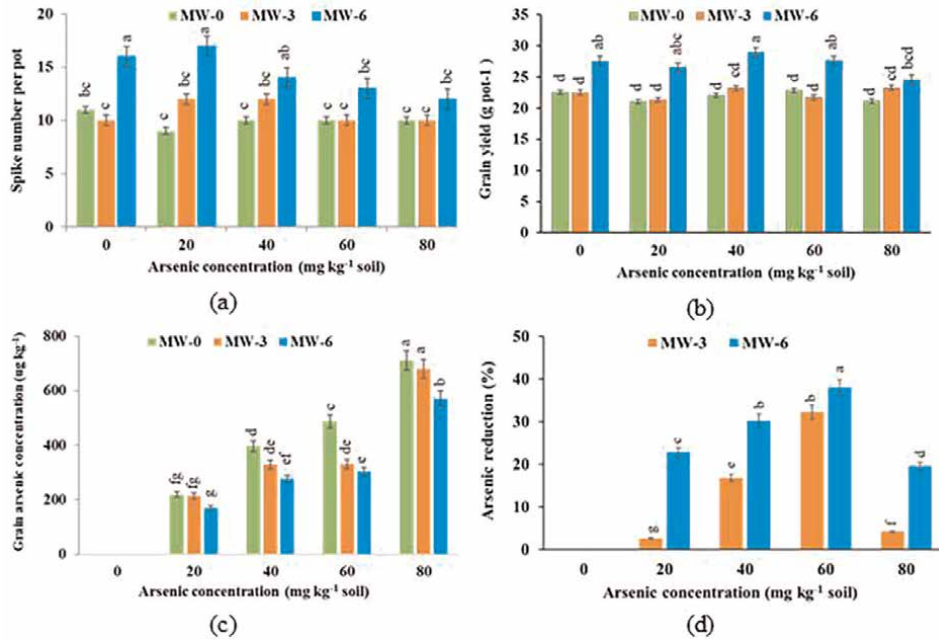 MW-0 MW-3 MW-6
Spike number per pot
20
15
10
5
0
bc c a
c bc a
c bc ab
c c bc
c c bc
0 20 40 60 80
Arsenic concentration (mg kg-1 soil)
(a)
MW-0 MW-3 MW-6
Grain yield (g pot-1)
35
30
25
20
15
10
5
0
d d ab
d d abc
d cd a
d d ab
d cd bcd
0 20 40 60 80
Arsenic concentration (mg kg-1 soil)
(b)
MW-0 MW-3 MW-6
Grain arsenic concentration (ug kg-1)
800
600
400
200
0
fg fg g
d de ef
c de e
a a b
0 20 40 60 80
Arsenic concentration (mg kg-1 soil)
(c)
MW-3 MW-6
Arsenic reduction (%)
50
40
30
20
10
0
g c
e b
b a
f d
0 20 40 60 80
Arsenic concentration (mg kg-1 soil)
(d)